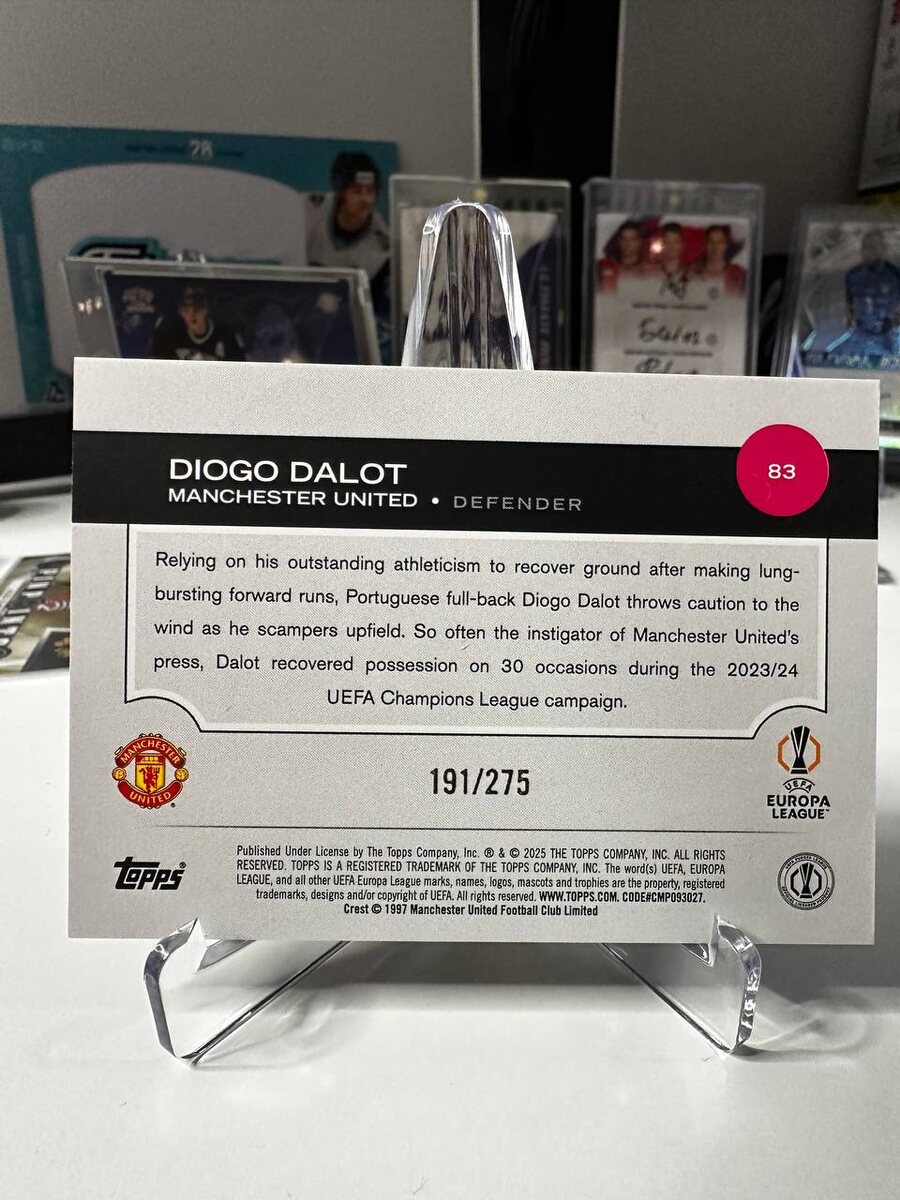 28
DIOGO DALOT
MANCHESTER UNITED • DEFENDER
83
Relying on his outstanding athleticism to recover ground after making lung-
bursting forward runs, Portuguese full-back Diogo Dalot throws caution to the
wind as he scampers upfield. So often the instigator of Manchester United's
press, Dalot recovered possession on 30 occasions during the 2023/24
UEFA Champions League campaign.
MANCHESTER
UNITED
191/275
UEFA
EUROPA
LEAGUE™
topps®
Published Under License by The Topps Company, Inc. ® & © 2025 THE TOPPS COMPANY, INC. ALL RIGHTS
RESERVED. TOPPS IS A REGISTERED TRADEMARK OF THE TOPPS COMPANY, INC. The word(s) UEFA, EUROPA
LEAGUE, and all other UEFA Europa League marks, names, logos, mascots and trophies are the property, registered
trademarks, designs and/or copyright of UEFA. All rights reserved. WWW.TOPPS.COM. CODE#CMP093027.
Crest © 1997 Manchester United Football Club Limited